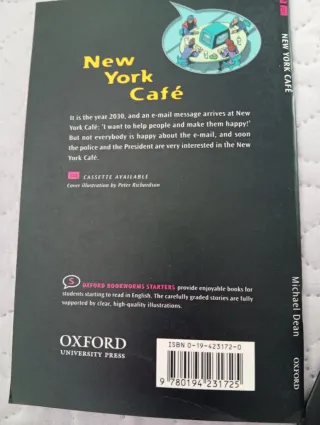 New
York
Café
It is the year 2030, and an e-mail message arrives at
New York Café: 'I want to help people and make them happy!'
But not everybody is happy about the e-mail, and soon
the police and the President are very interested in the New
York Café.
CASSETTE AVAILABLE
Cover illustration by Peter Richardson
S OXFORD BOOKWORMS STARTERS provide enjoyable books for
students starting to read in English. The carefully graded stories are fully
supported by clear, high-quality illustrations.
OXFORD
UNIVERSITY PRESS
ISBN 0-19-423172-0
9 780194 231725
NEW YORK CAFÉ
Michael Dean
OXFORD